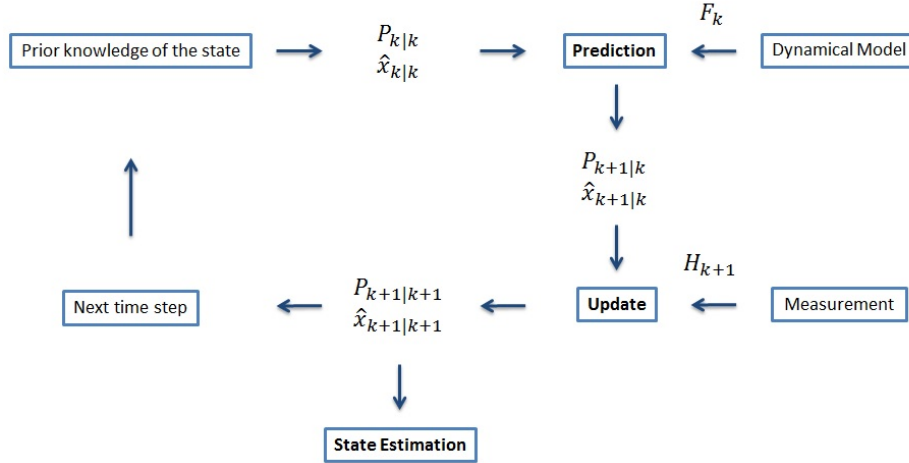 Prior knowledge of the state
P_{k|k}
x̂_{k|k}
Prediction
F_k
Dynamical Model
P_{k+1|k}
x̂_{k+1|k}
H_{k+1}
Next time step
P_{k+1|k+1}
x̂_{k+1|k+1}
Update
Measurement
State Estimation